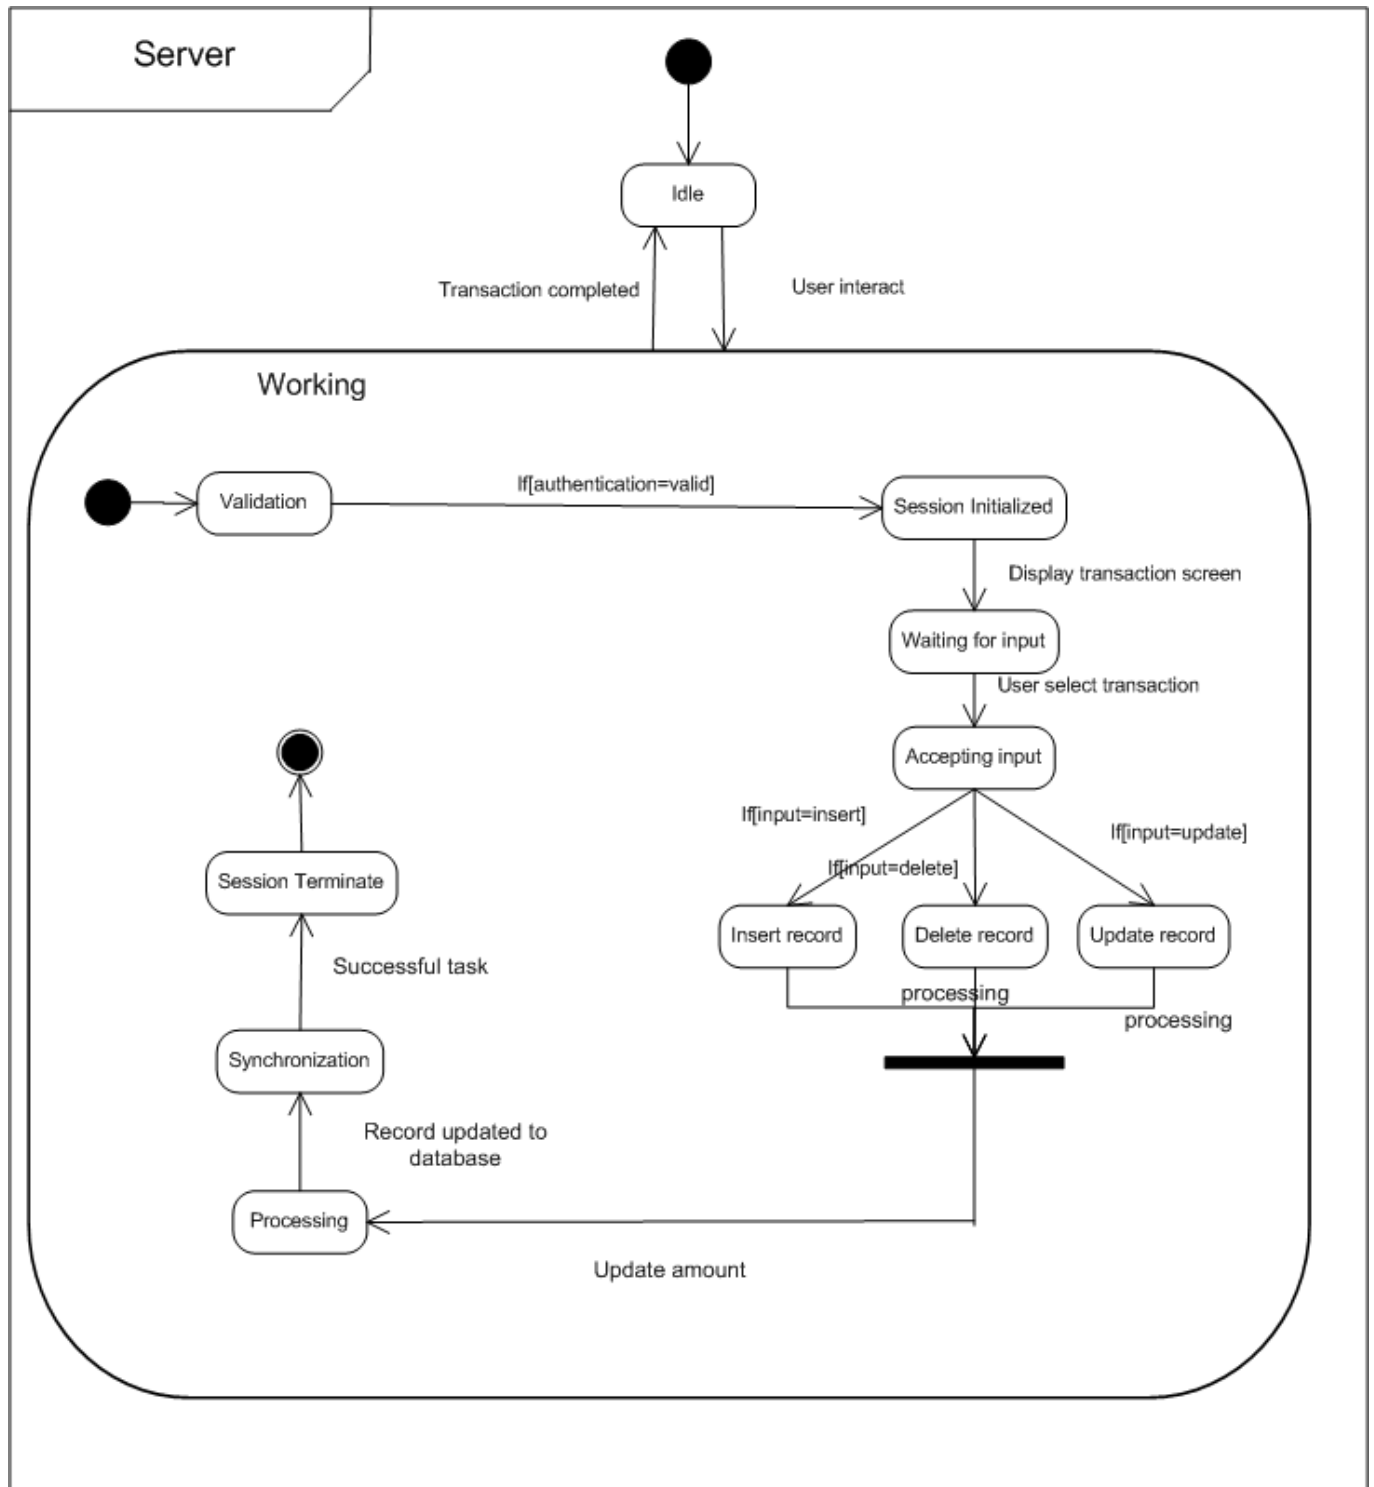 Server
Idle
Transaction completed
User interact
Working
Validation
If[authentication=valid]
Session Initialized
Display transaction screen
Waiting for input
User select transaction
Accepting input
If[input=insert]
If[input=delete]
If[input=update]
Insert record
Delete record
Update record
processing
processing
Session Terminate
Successful task
Synchronization
Record updated to
database
Processing
Update amount